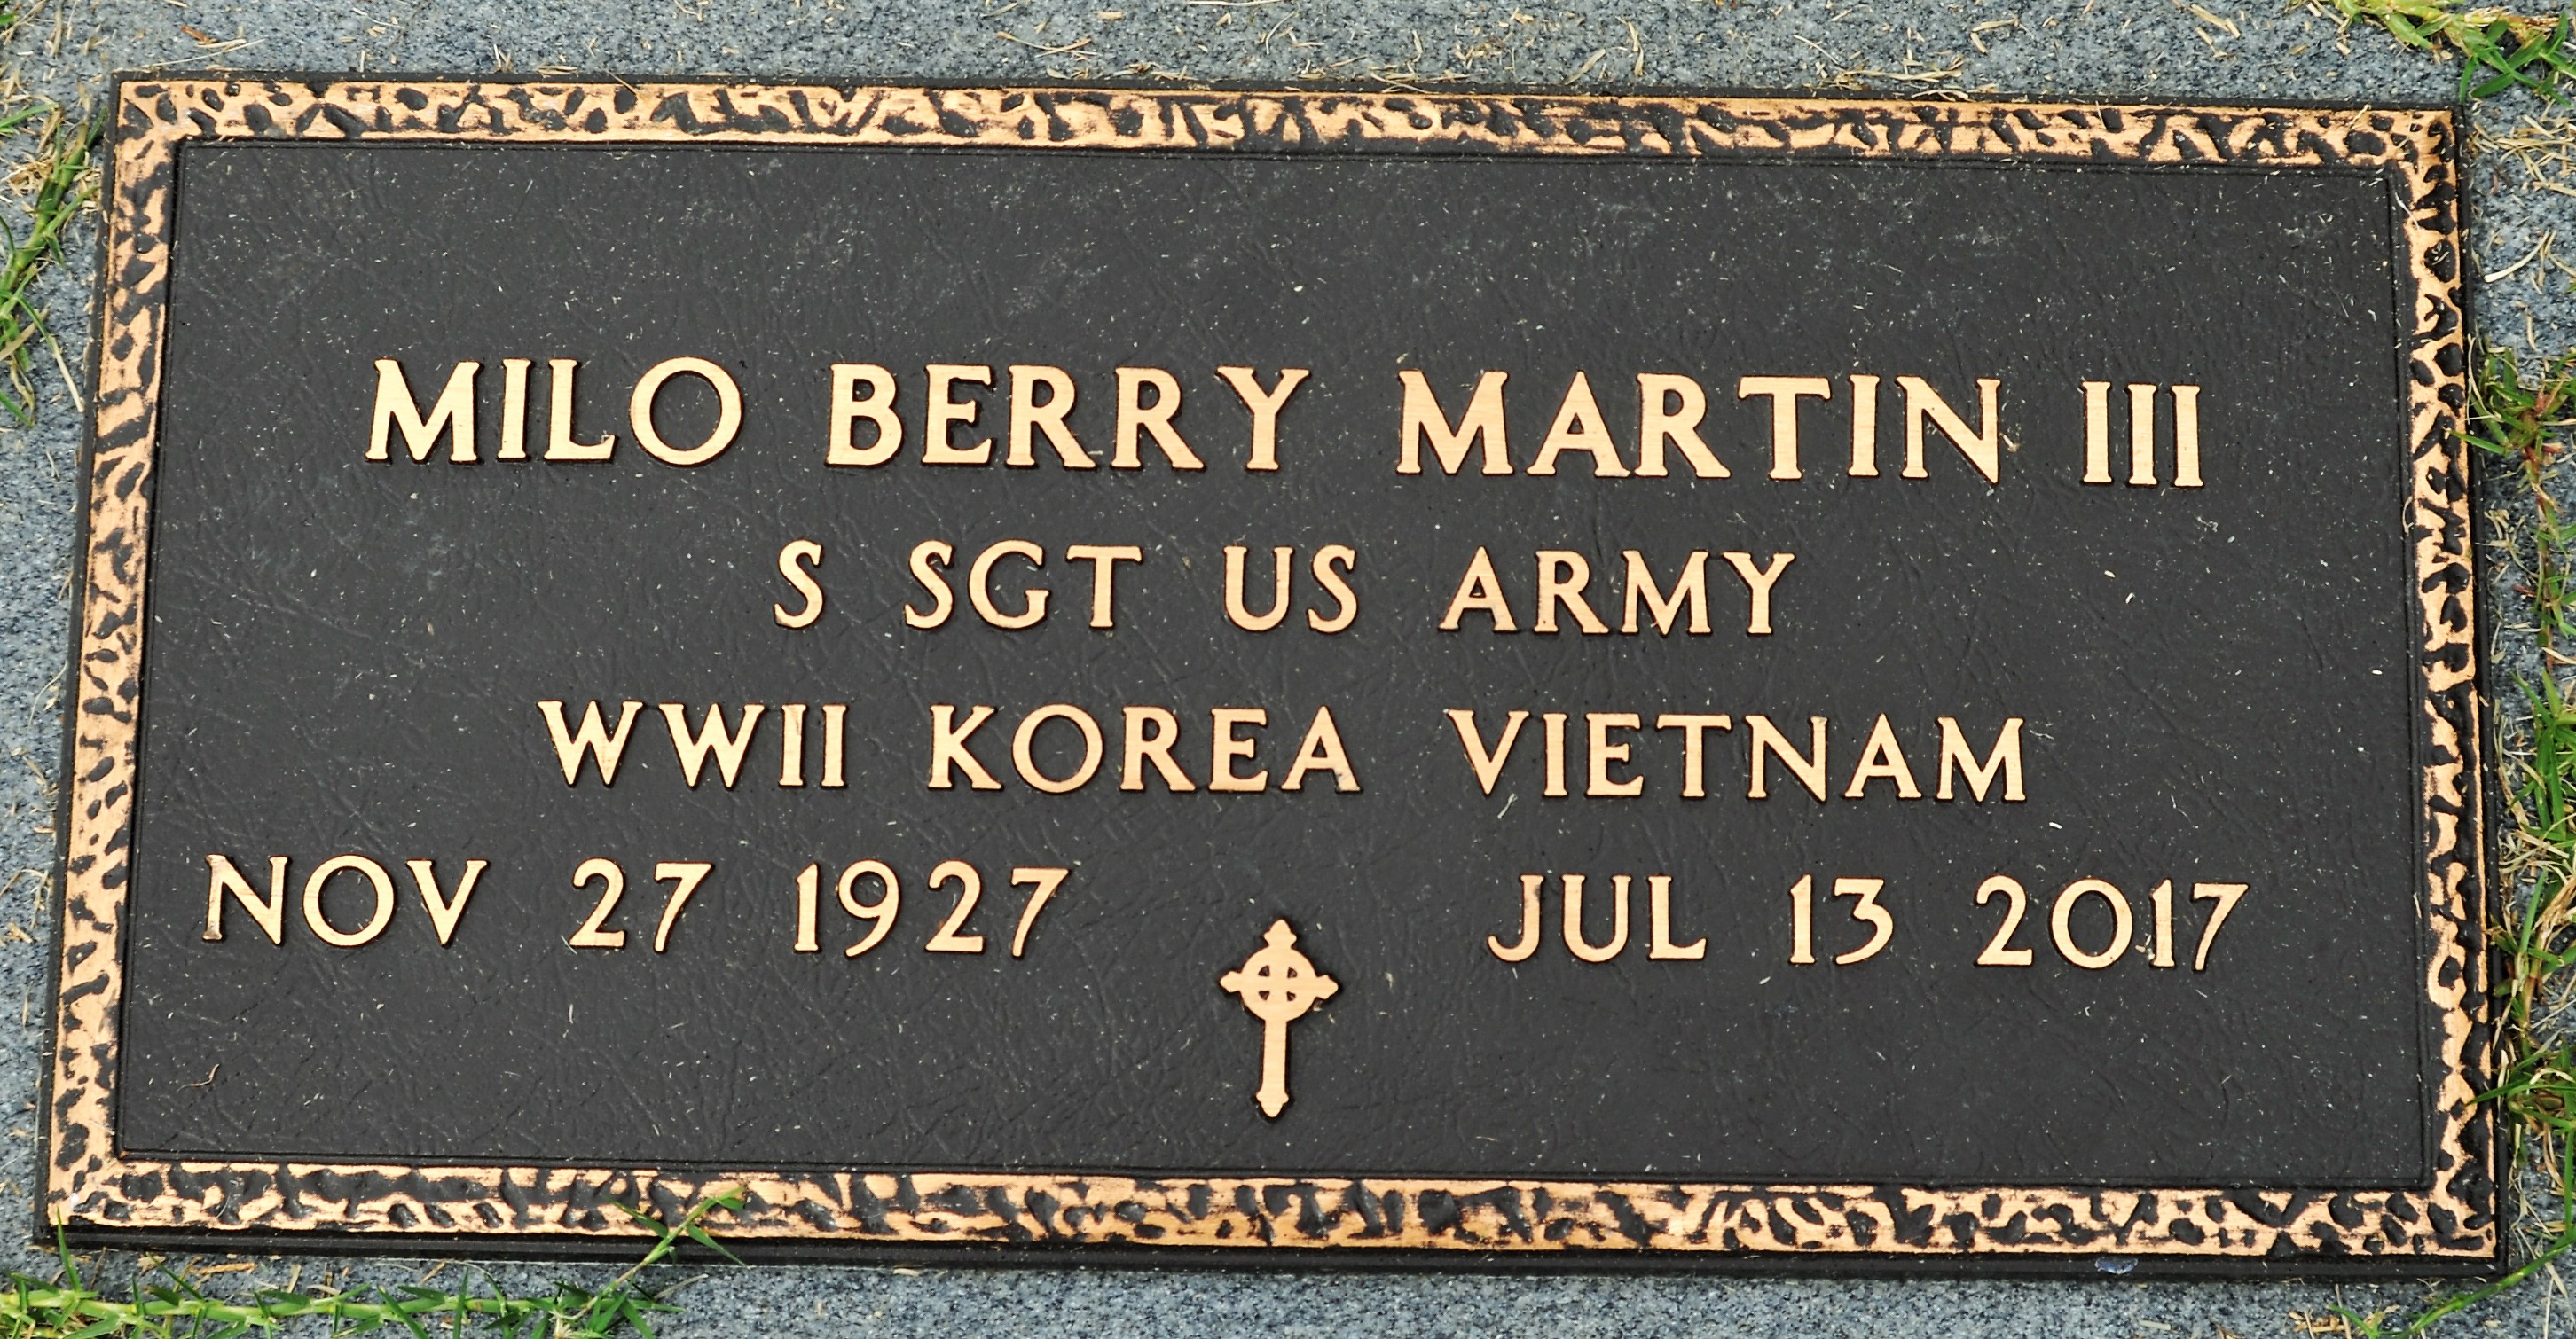 MILO BERRY MARTIN III
S SGT US ARMY
WWII KOREA VIETNAM
NOV 27 1927 JUL 13 2017